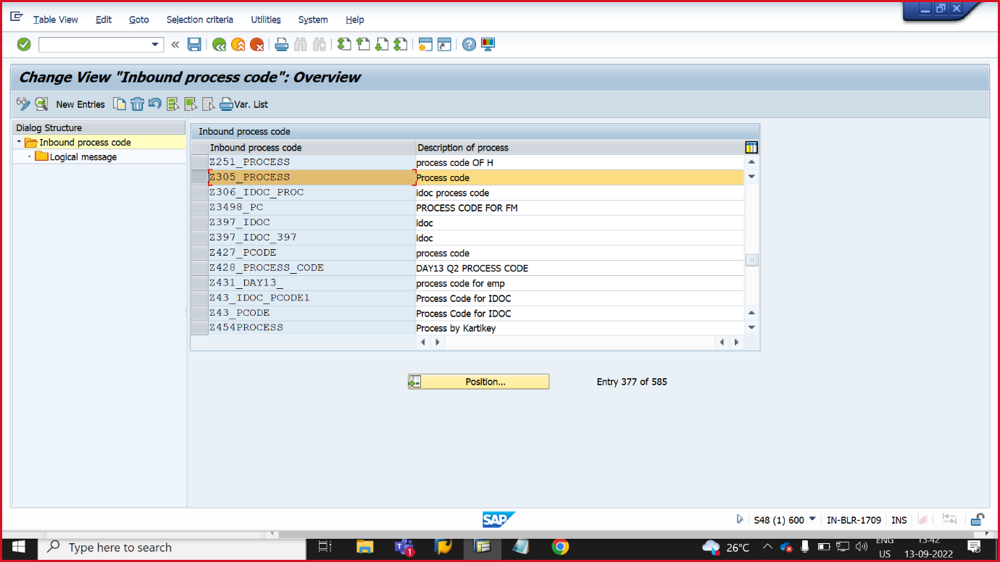 Table View Edit Goto Selection criteria Utilities System Help
Change View "Inbound process code": Overview
New Entries Var. List
Dialog Structure
Inbound process code
Logical message
Inbound process code
Inbound process code Description of process
Z251_PROCESS process code OF H
Z305_PROCESS Process code
Z306_IDOC_PROC idoc process code
Z3498_PC PROCESS CODE FOR FM
Z397_IDOC idoc
Z397_IDOC_397 idoc
Z427_PCODE process code
Z428_PROCESS_CODE DAY13 Q2 PROCESS CODE
Z431_DAY13_ process code for emp
Z43_IDOC_PCODE1 Process Code for IDOC
Z43_PCODE Process Code for IDOC
Z454PROCESS Process by Kartikey
Position... Entry 377 of 585
SAP
S48 (1) 600 IN-BLR-1709 INS
Type here to search 1 26°C ENG 13:42
US 13-09-2022